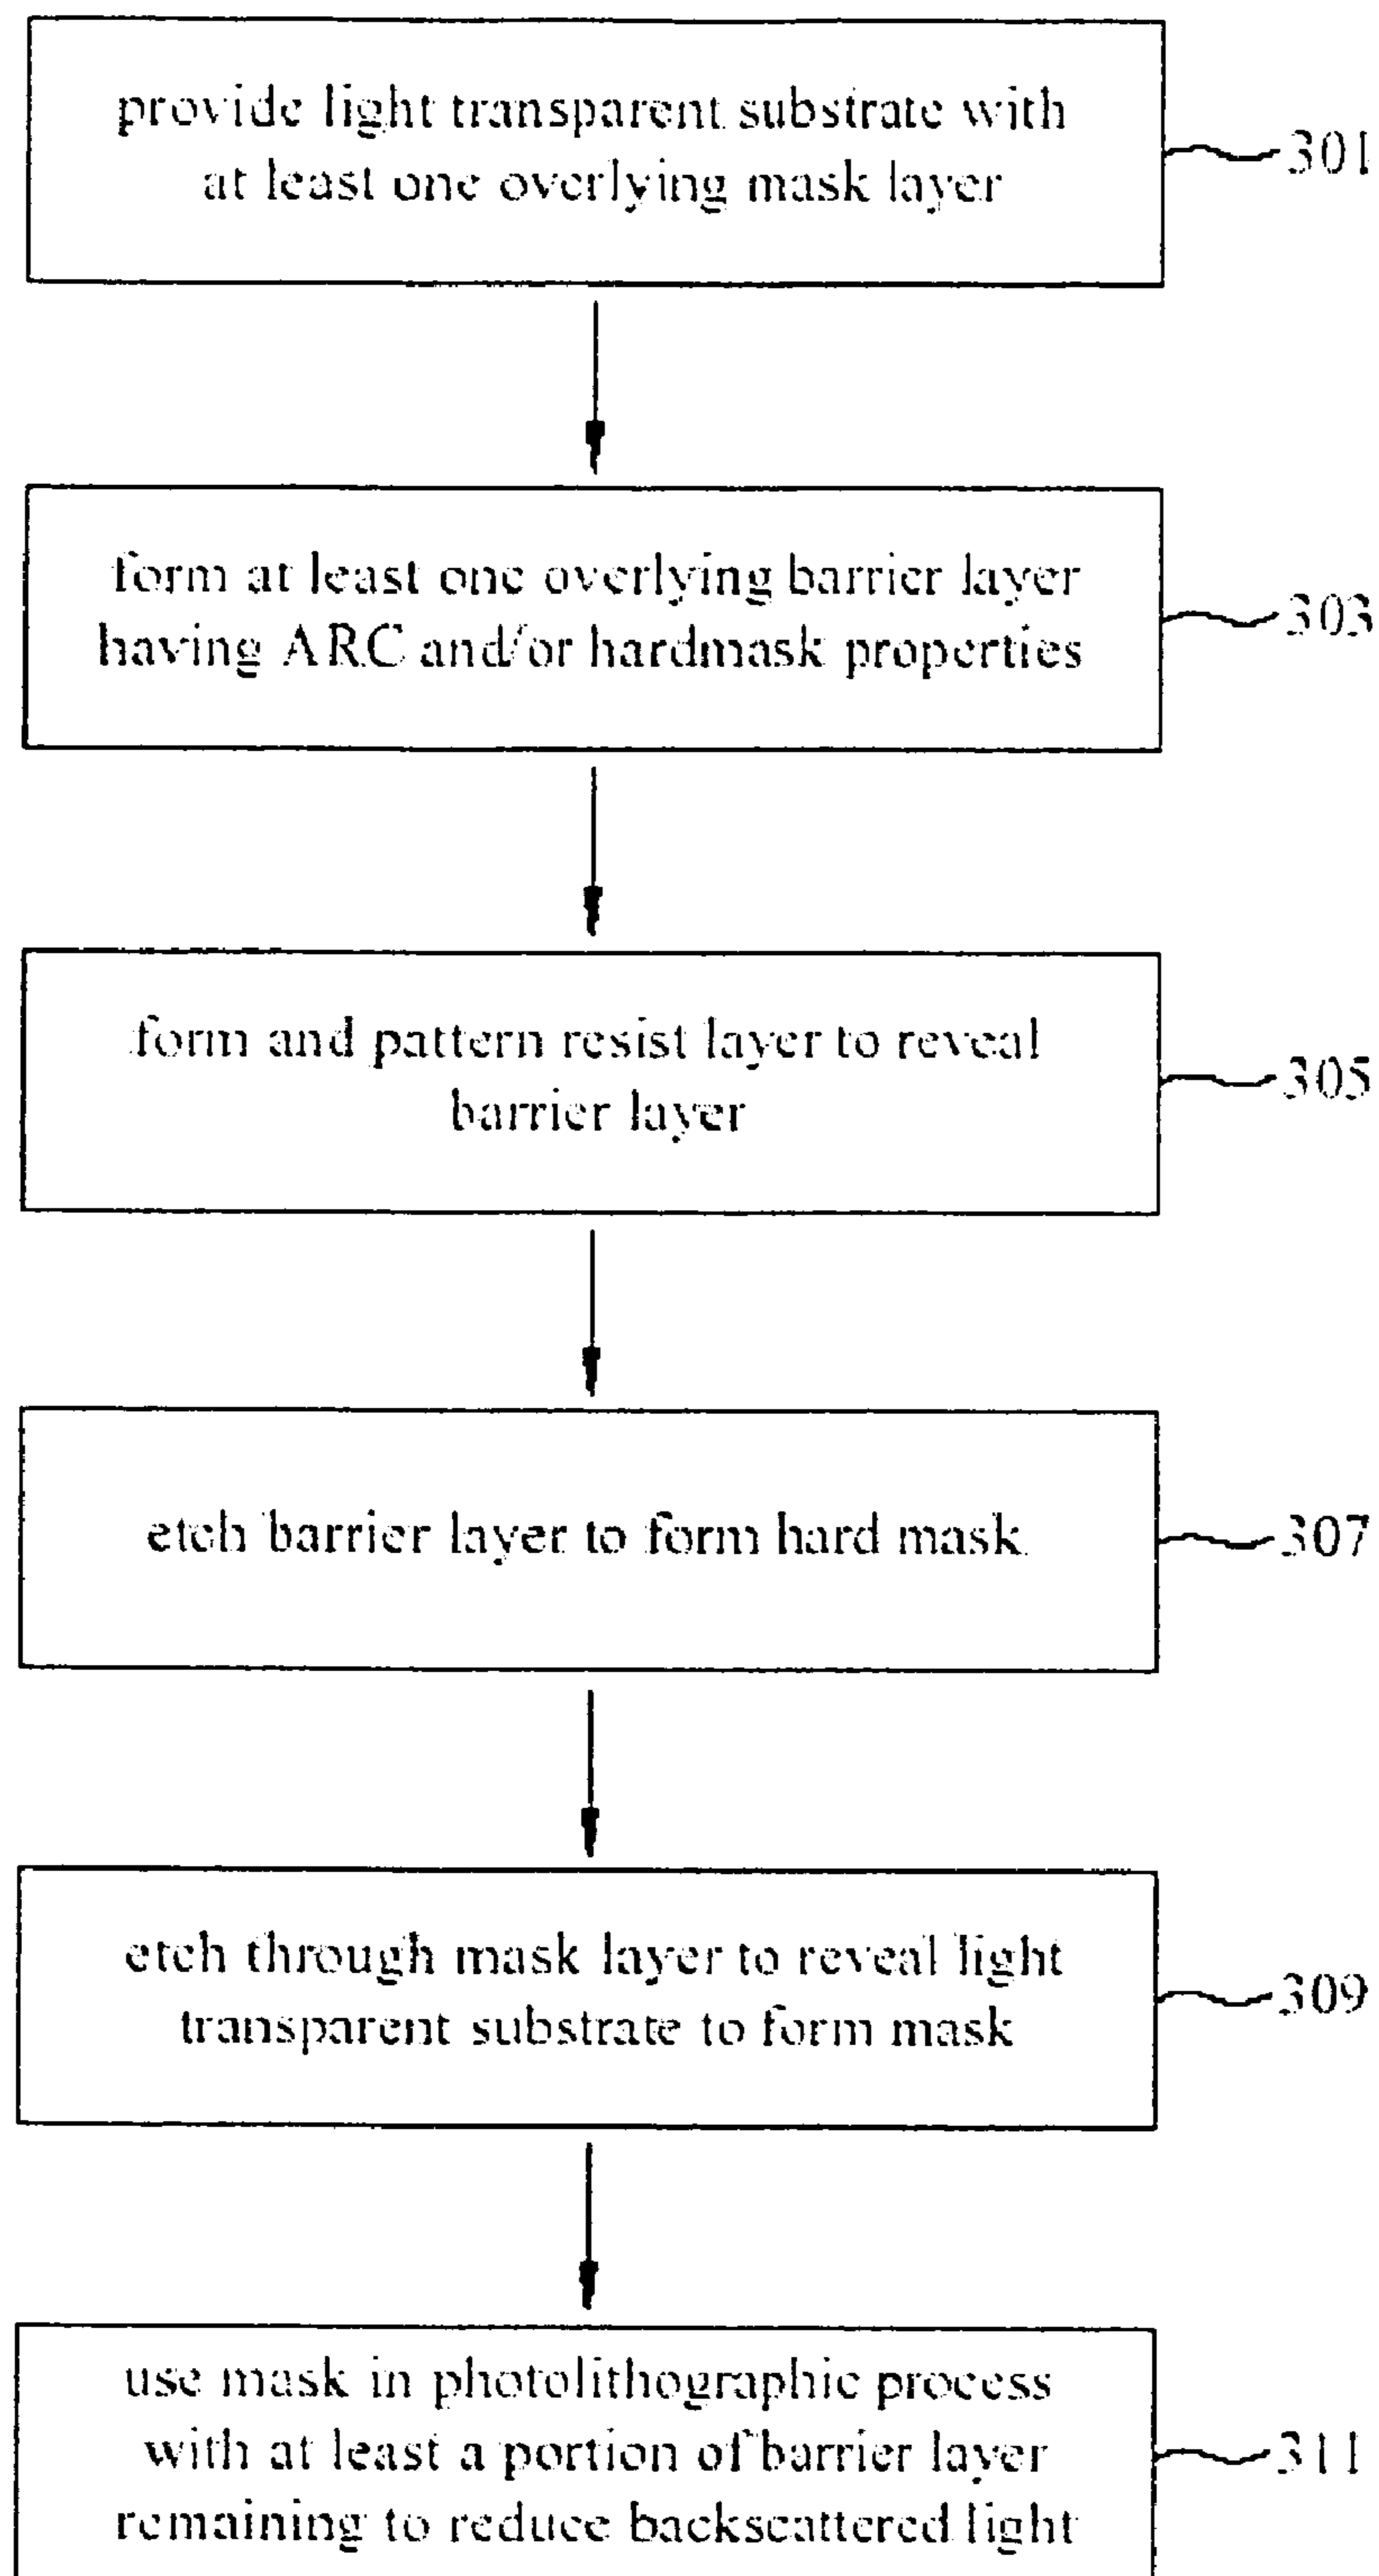 provide light transparent substrate with
at least one overlying mask layer
301
form at least one overlying barrier layer
having ARC and/or hardmask properties
303
form and pattern resist layer to reveal
barrier layer
305
etch barrier layer to form hard mask
307
etch through mask layer to reveal light
transparent substrate to form mask
309
use mask in photolithographic process
with at least a portion of barrier layer
remaining to reduce backscattered light
311